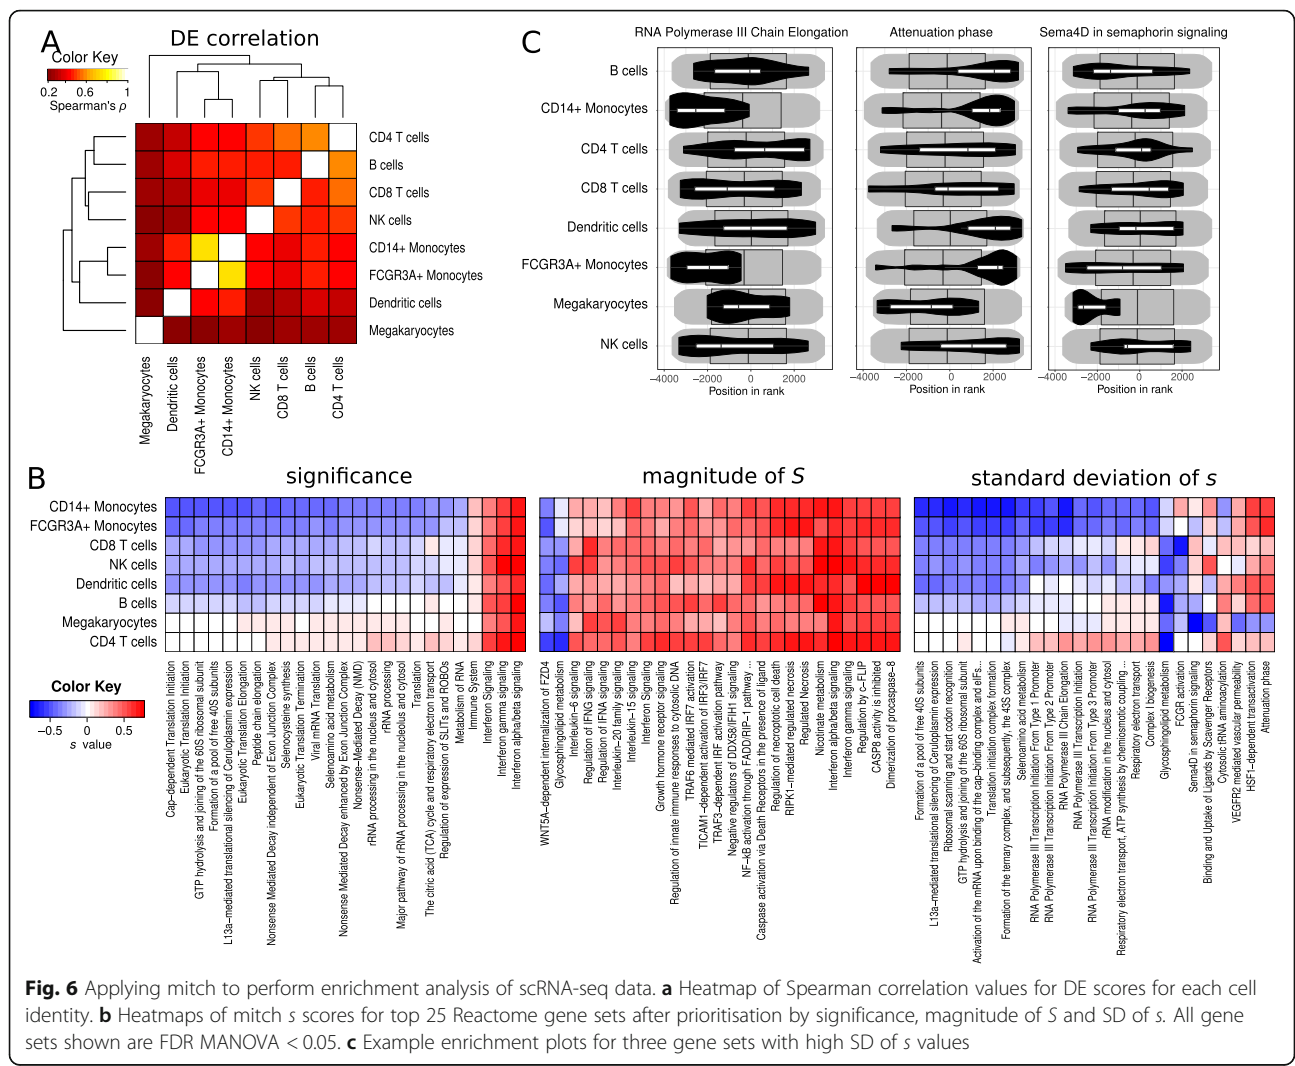 A
DE correlation
Color Key
0.2 0.6 1
Spearman's ρ
CD4 T cells
B cells
CD8 T cells
NK cells
CD14+ Monocytes
FCGR3A+ Monocytes
Dendritic cells
Megakaryocytes
Megakaryocytes
Dendritic cells
FCGR3A+ Monocytes
CD14+ Monocytes
NK cells
CD8 T cells
B cells
CD4 T cells
C
RNA Polymerase III Chain Elongation
Attenuation phase
Sema4D in semaphorin signaling
B cells
CD14+ Monocytes
CD4 T cells
CD8 T cells
Dendritic cells
FCGR3A+ Monocytes
Megakaryocytes
NK cells
−4000 −2000 0 2000
Position in rank
−4000 −2000 0 2000
Position in rank
−4000 −2000 0 2000
Position in rank
B
significance
magnitude of S
standard deviation of s
CD14+ Monocytes
FCGR3A+ Monocytes
CD8 T cells
NK cells
Dendritic cells
B cells
Megakaryocytes
CD4 T cells
Color Key
−0.5 0 0.5
s value
Cap−dependent Translation Initiation
Eukaryotic Translation Initiation
GTP hydrolysis and joining of the 60S ribosomal subunit
Formation of a pool of free 40S subunits
L13a−mediated translational silencing of Ceruloplasmin expression
Eukaryotic Translation Elongation
Peptide chain elongation
Nonsense Mediated Decay independent of Exon Junction Complex
Selenocysteine synthesis
Eukaryotic Translation Termination
Viral mRNA Translation
Selenoamino acid metabolism
Nonsense Mediated Decay enhanced by Exon Junction Complex
Nonsense−Mediated Decay (NMD)
rRNA processing in the nucleus and cytosol
rRNA processing
Major pathway of rRNA processing in the nucleolus and cytosol
Translation
The citric acid (TCA) cycle and respiratory electron transport
Regulation of expression of SLITs and ROBOs
Metabolism of RNA
Immune System
Interferon Signaling
Interferon gamma signaling
Interferon alpha/beta signaling
WNT5A−dependent internalization of FZD4
Glycosphingolipid metabolism
Interleukin−6 signaling
Regulation of IFNG signaling
Regulation of IFNA signaling
Interleukin−20 family signaling
Interleukin−15 signaling
Interferon Signaling
Growth hormone receptor signaling
Regulation of innate immune responses to cytosolic DNA
TRAF6 mediated IRF7 activation
TICAM1−dependent activation of IRF3/IRF7
TRAF3−dependent IRF activation pathway
Negative regulators of DDX58/IFIH1 signaling
NF−kB activation through FADD/RIP−1 pathway ...
Caspase activation via Death Receptors in the presence of ligand
Regulation of necroptotic cell death
RIPK1−mediated regulated necrosis
Regulated Necrosis
Nicotinate metabolism
Interferon alpha/beta signaling
Interferon gamma signaling
Regulation by c−FLIP
CASP8 activity is inhibited
Dimerization of procaspase−8
Formation of a pool of free 40S subunits
L13a−mediated translational silencing of Ceruloplasmin expression
Ribosomal scanning and start codon recognition
GTP hydrolysis and joining of the 60S ribosomal subunit
Activation of the mRNA upon binding of the cap−binding complex and eIFs...
Translation initiation complex formation
Formation of the ternary complex, and subsequently, the 43S complex
Selenoamino acid metabolism
RNA Polymerase III Transcription Initiation From Type 1 Promoter
RNA Polymerase III Transcription Initiation From Type 2 Promoter
RNA Polymerase III Chain Elongation
RNA Polymerase III Transcription Initiation
RNA Polymerase III Transcription Initiation From Type 3 Promoter
rRNA modification in the nucleus and cytosol
Respiratory electron transport, ATP synthesis by chemiosmotic coupling ...
Respiratory electron transport
Complex I biogenesis
Glycosphingolipid metabolism
FCGR activation
Sema4D in semaphorin signaling
Binding and Uptake of Ligands by Scavenger Receptors
Cytosolic tRNA aminoacylation
VEGFR2 mediated vascular permeability
HSF1−dependent transactivation
Attenuation phase
Fig. 6 Applying mitch to perform enrichment analysis of scRNA-seq data. a Heatmap of Spearman correlation values for DE scores for each cell
identity. b Heatmaps of mitch s scores for top 25 Reactome gene sets after prioritisation by significance, magnitude of S and SD of s. All gene
sets shown are FDR MANOVA < 0.05. c Example enrichment plots for three gene sets with high SD of s values